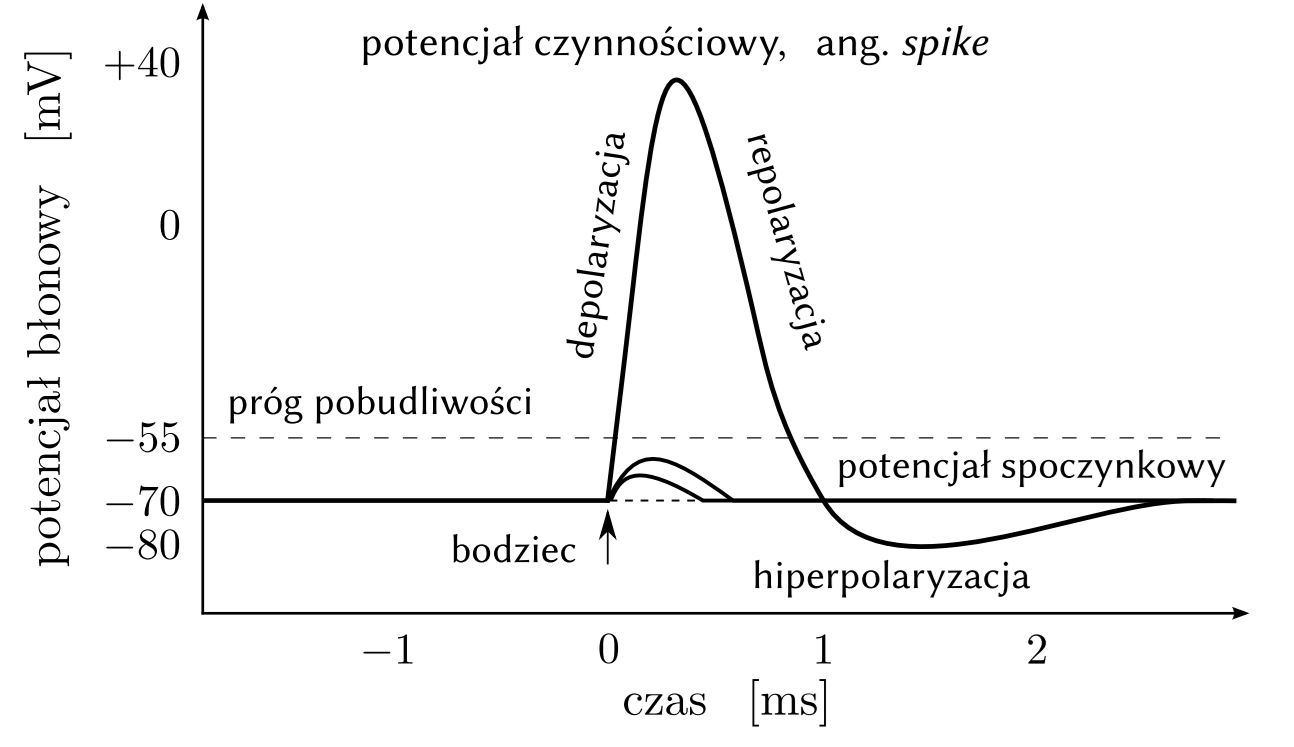 potencjał czynnościowy, ang. spike
potencjał błonowy [mV]
+40
0
−55
−70
−80
depolaryzacja
repolaryzacja
próg pobudliwości
potencjał spoczynkowy
bodziec
hiperpolaryzacja
−1 0 1 2
czas [ms]